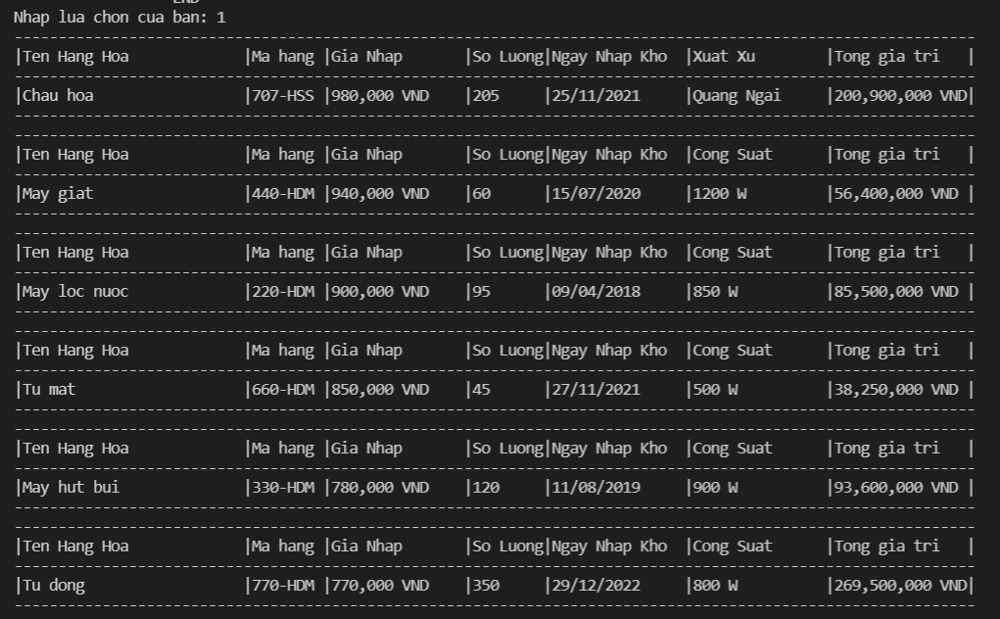 END
Nhap lua chon cua ban: 1
-------------------------------------------------------------------------------------------------------------
|Ten Hang Hoa             |Ma hang |Gia Nhap       |So Luong|Ngay Nhap Kho  |Xuat Xu        |Tong gia tri   |
-------------------------------------------------------------------------------------------------------------
|Chau hoa                 |707-HSS |980,000 VND    |205     |25/11/2021     |Quang Ngai     |200,900,000 VND|
-------------------------------------------------------------------------------------------------------------
-------------------------------------------------------------------------------------------------------------
|Ten Hang Hoa             |Ma hang |Gia Nhap       |So Luong|Ngay Nhap Kho  |Cong Suat      |Tong gia tri   |
-------------------------------------------------------------------------------------------------------------
|May giat                 |440-HDM |940,000 VND    |60      |15/07/2020     |1200 W         |56,400,000 VND |
-------------------------------------------------------------------------------------------------------------
-------------------------------------------------------------------------------------------------------------
|Ten Hang Hoa             |Ma hang |Gia Nhap       |So Luong|Ngay Nhap Kho  |Cong Suat      |Tong gia tri   |
-------------------------------------------------------------------------------------------------------------
|May loc nuoc             |220-HDM |900,000 VND    |95      |09/04/2018     |850 W          |85,500,000 VND |
-------------------------------------------------------------------------------------------------------------
-------------------------------------------------------------------------------------------------------------
|Ten Hang Hoa             |Ma hang |Gia Nhap       |So Luong|Ngay Nhap Kho  |Cong Suat      |Tong gia tri   |
-------------------------------------------------------------------------------------------------------------
|Tu mat                   |660-HDM |850,000 VND    |45      |27/11/2021     |500 W          |38,250,000 VND |
-------------------------------------------------------------------------------------------------------------
-------------------------------------------------------------------------------------------------------------
|Ten Hang Hoa             |Ma hang |Gia Nhap       |So Luong|Ngay Nhap Kho  |Cong Suat      |Tong gia tri   |
-------------------------------------------------------------------------------------------------------------
|May hut bui              |330-HDM |780,000 VND    |120     |11/08/2019     |900 W          |93,600,000 VND |
-------------------------------------------------------------------------------------------------------------
-------------------------------------------------------------------------------------------------------------
|Ten Hang Hoa             |Ma hang |Gia Nhap       |So Luong|Ngay Nhap Kho  |Cong Suat      |Tong gia tri   |
-------------------------------------------------------------------------------------------------------------
|Tu dong                  |770-HDM |770,000 VND    |350     |29/12/2022     |800 W          |269,500,000 VND|
-------------------------------------------------------------------------------------------------------------